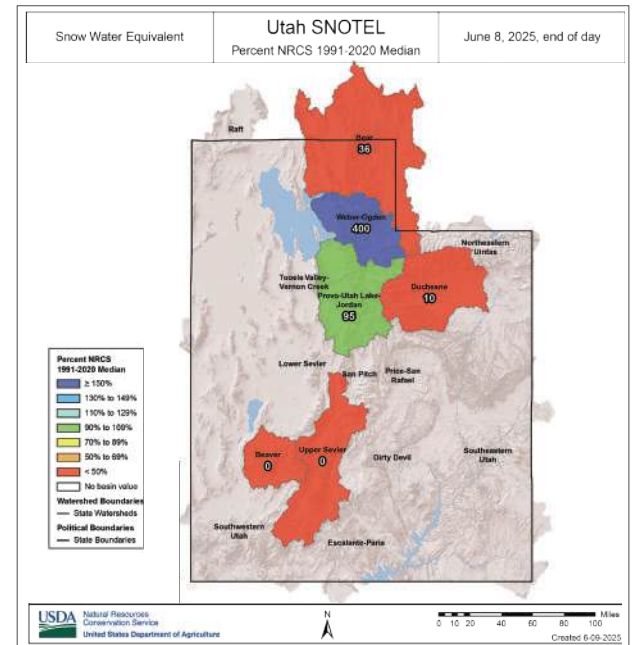 Snow Water Equivalent
Utah SNOTEL
Percent NRCS 1991-2020 Median
June 8, 2025, end of day
Raft
Bear
36
Weber-Ogden
400
Northeastern
Uintas
Tooele Valley-
Vernon Creek
Provo-Utah Lake-
Jordan
95
Duchesne
10
Lower Sevier
San Pitch
Price-San
Rafael
Beaver
0
Upper Sevier
0
Dirty Devil
Southeastern
Utah
Southwestern
Utah
Escalante-Paria
Percent NRCS
1991-2020 Median
≥ 150%
130% to 149%
110% to 129%
90% to 109%
70% to 89%
50% to 69%
< 50%
No basin value
Watershed Boundaries
State Watersheds
Political Boundaries
State Boundaries
USDA
Natural Resources
Conservation Service
United States Department of Agriculture
N
Miles
0 10 20 40 60 80 100
Created 6-09-2025